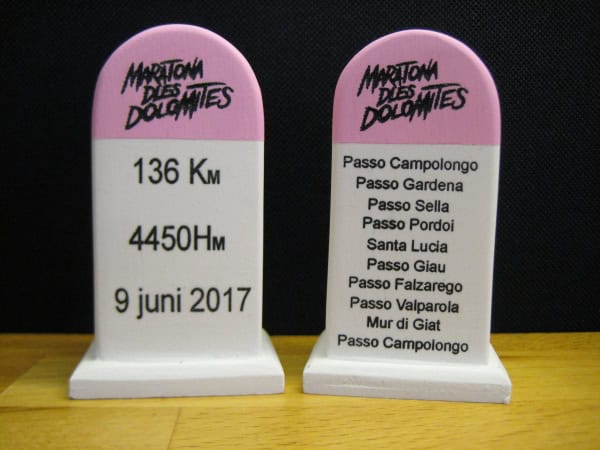 MARATONA
DLES
DOLOMITES
136 KM
4450HM
9 juni 2017
MARATONA
DLES
DOLOMITES
Passo Campolongo
Passo Gardena
Passo Sella
Passo Pordoi
Santa Lucia
Passo Giau
Passo Falzarego
Passo Valparola
Mur di Giat
Passo Campolongo